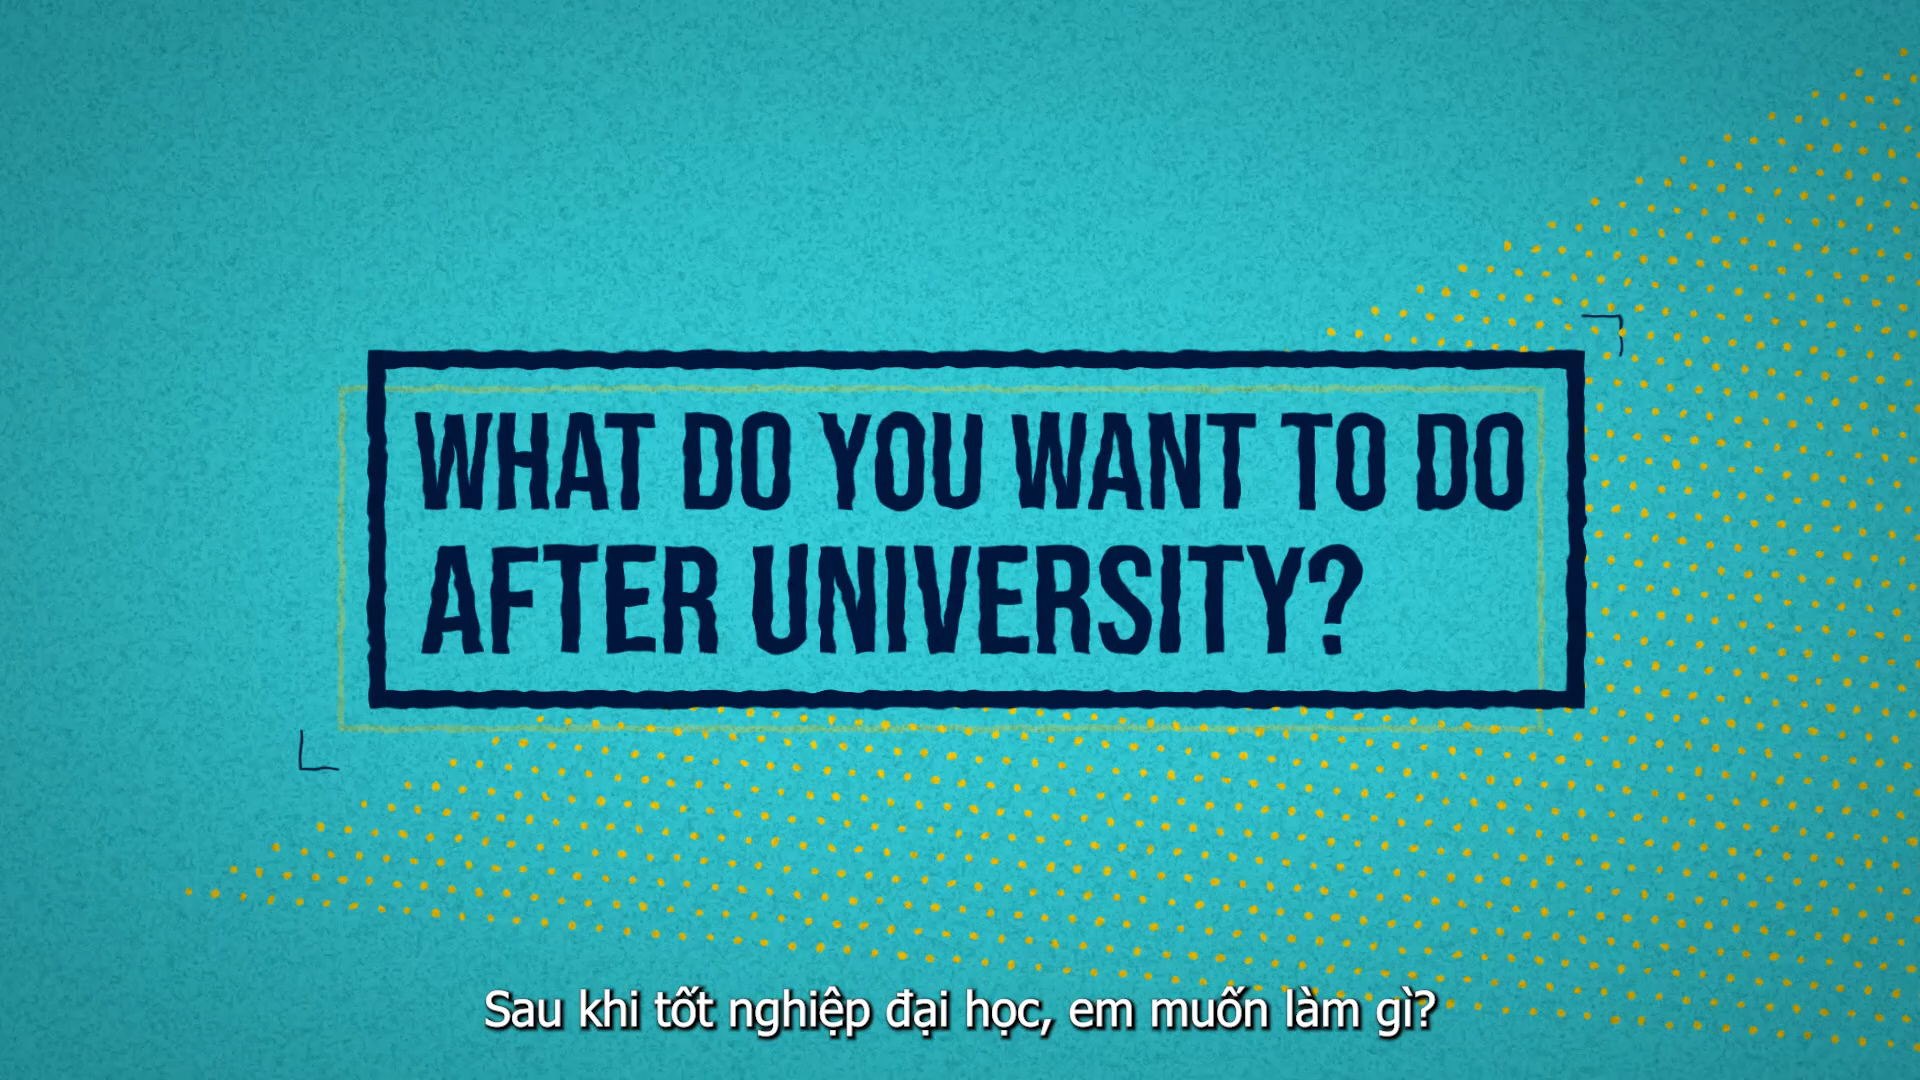 WHAT DO YOU WANT TO DO
AFTER UNIVERSITY?
Sau khi tốt nghiệp đại học, em muốn làm gì?